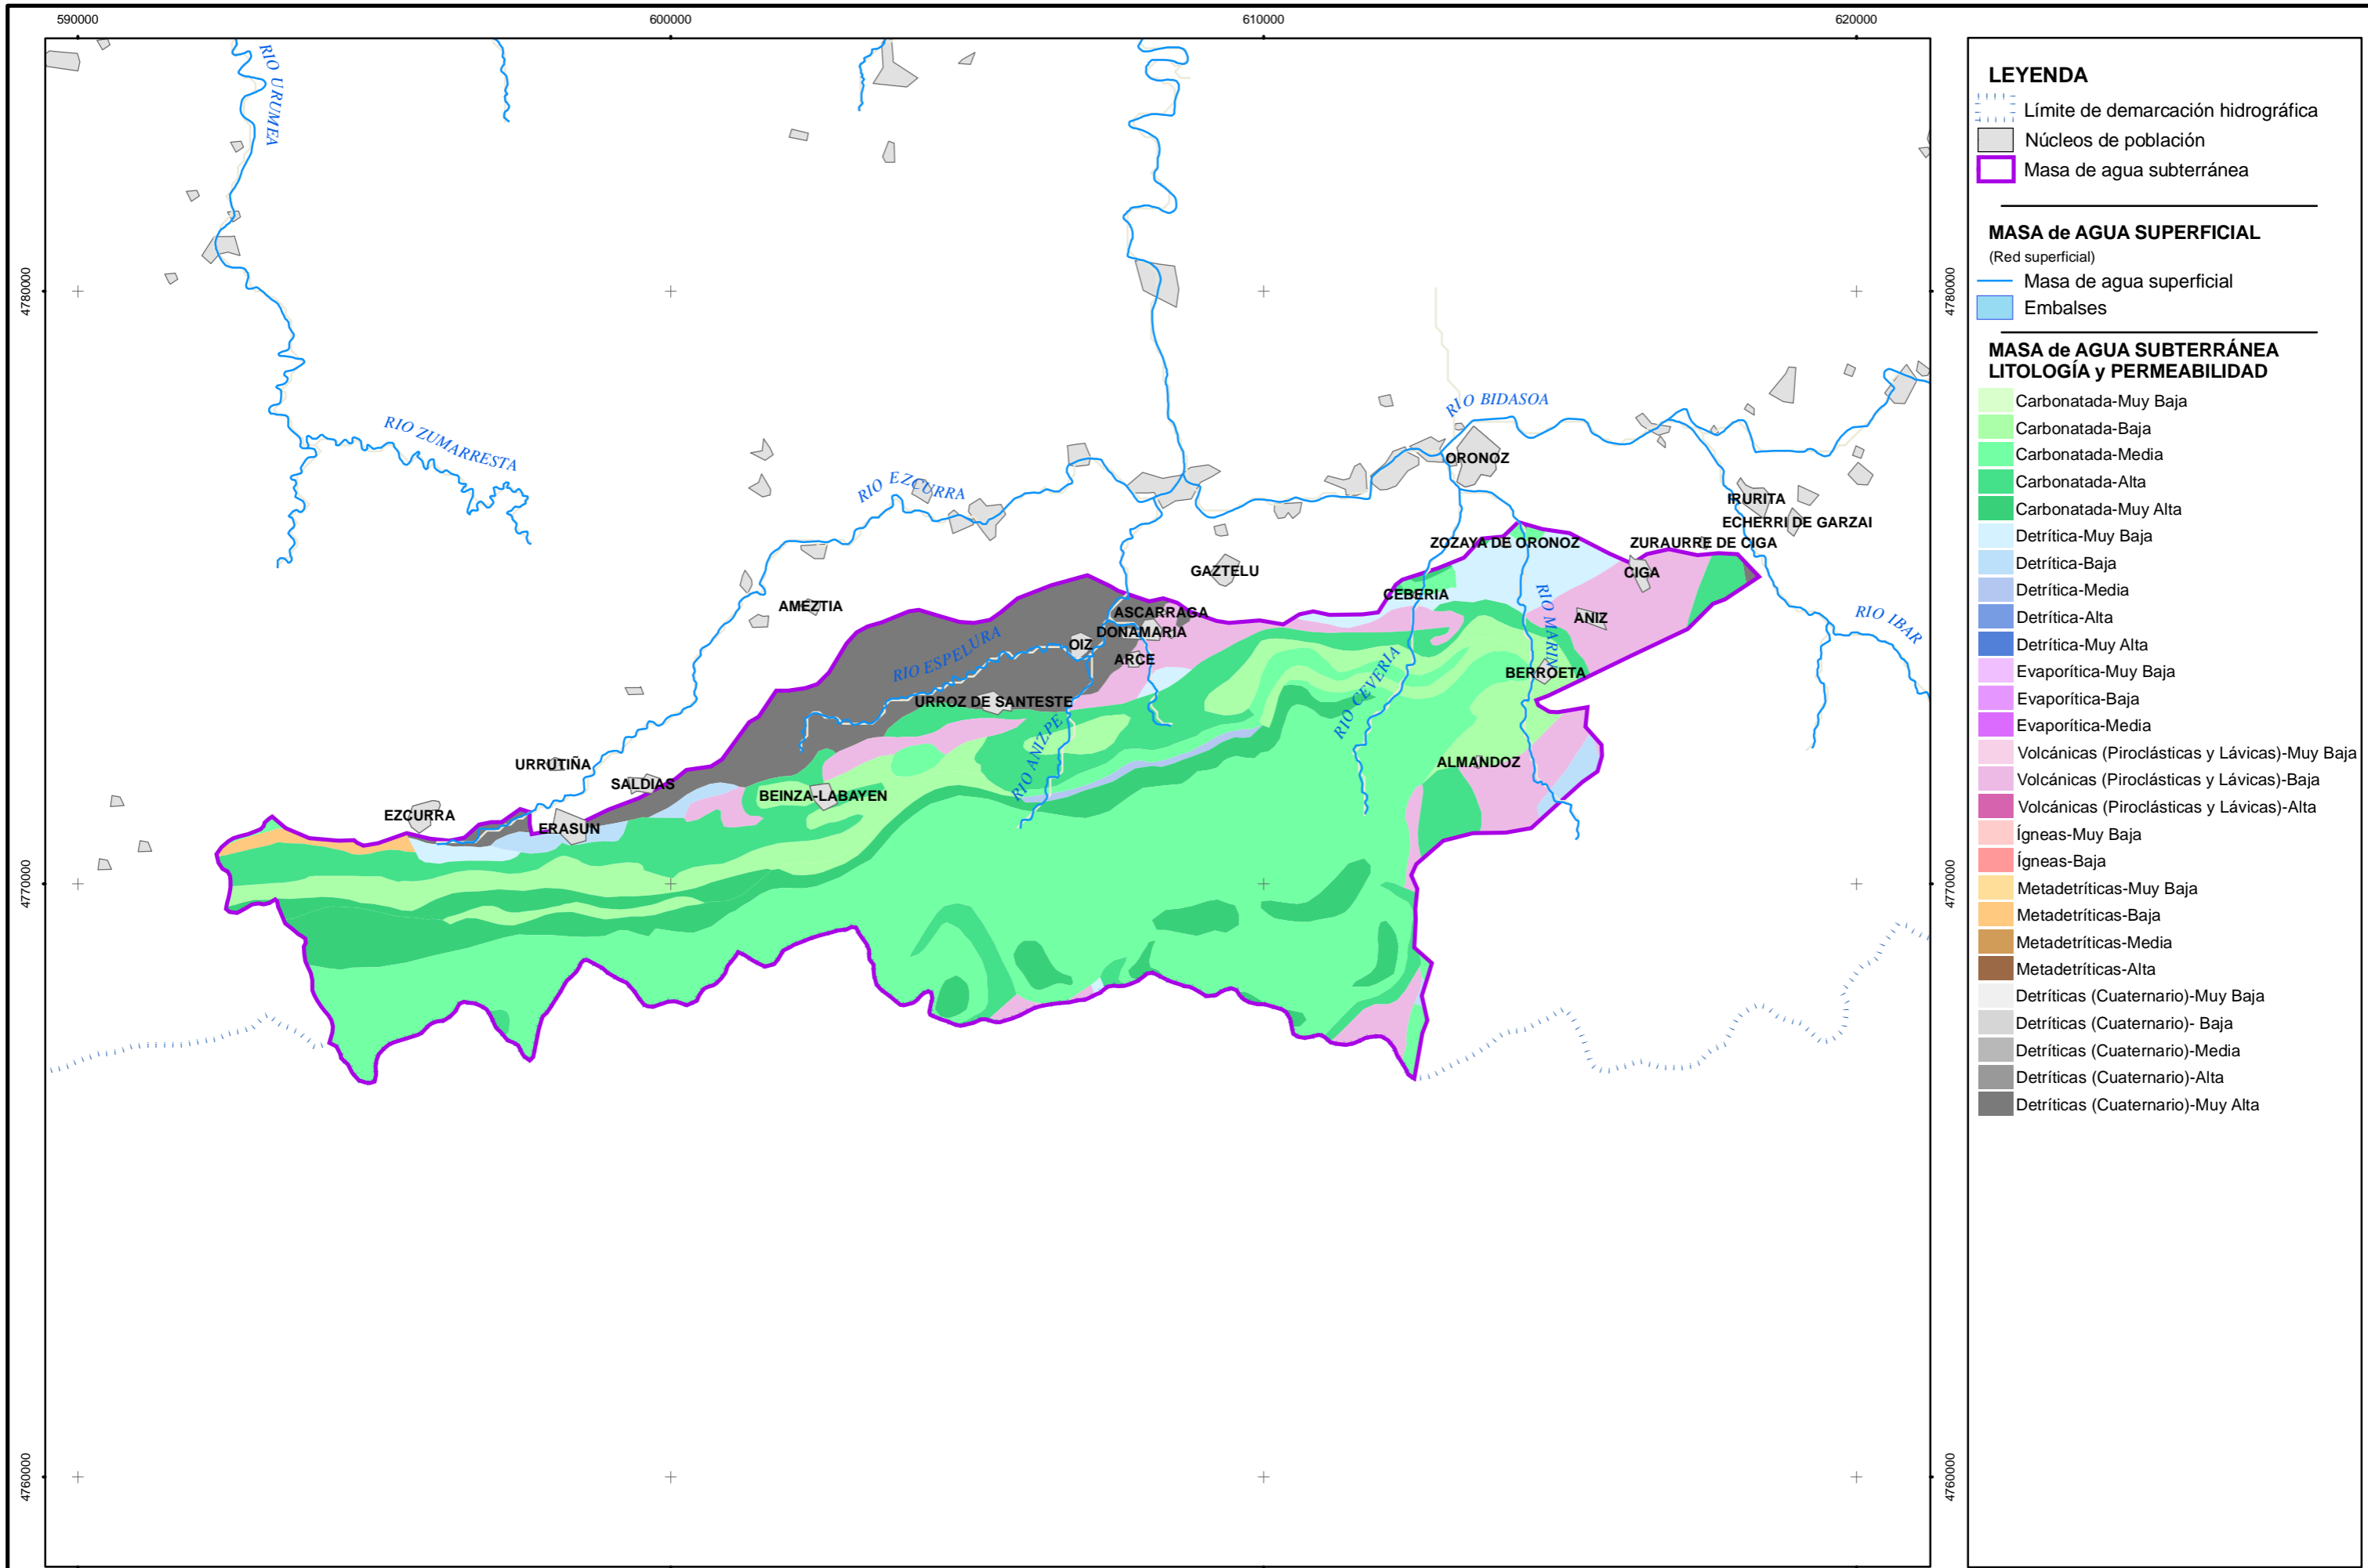 590000
600000
610000
620000
4780000
4770000
4760000
4780000
4770000
4760000
RIO URUMEA
RIO ZUMARRESTA
RIO EZCURRA
RIO BIDASOA
RIO ESPELURA
RIO ANIZPE
RIO CEVERIA
RIO MARIN
RIO IBAR
ORONOZ
IRURITA
ECHERRI DE GARZAI
ZOZAYA DE ORONOZ
ZURAURRE DE CIGA
GAZTELU
CIGA
CEBERIA
AMEZTIA
ASCARRAGA
ANIZ
DONAMARIA
OIZ
ARCE
BERROETA
URROZ DE SANTESTE
URRUTIÑA
ALMANDOZ
SALDIAS
BEINZA-LABAYEN
EZCURRA
ERASUN
LEYENDA
Límite de demarcación hidrográfica
Núcleos de población
Masa de agua subterránea
MASA de AGUA SUPERFICIAL
(Red superficial)
Masa de agua superficial
Embalses
MASA de AGUA SUBTERRÁNEA
LITOLOGÍA y PERMEABILIDAD
Carbonatada-Muy Baja
Carbonatada-Baja
Carbonatada-Media
Carbonatada-Alta
Carbonatada-Muy Alta
Detrítica-Muy Baja
Detrítica-Baja
Detrítica-Media
Detrítica-Alta
Detrítica-Muy Alta
Evaporítica-Muy Baja
Evaporítica-Baja
Evaporítica-Media
Volcánicas (Piroclásticas y Lávicas)-Muy Baja
Volcánicas (Piroclásticas y Lávicas)-Baja
Volcánicas (Piroclásticas y Lávicas)-Alta
Ígneas-Muy Baja
Ígneas-Baja
Metadetríticas-Muy Baja
Metadetríticas-Baja
Metadetríticas-Media
Metadetríticas-Alta
Detríticas (Cuaternario)-Muy Baja
Detríticas (Cuaternario)- Baja
Detríticas (Cuaternario)-Media
Detríticas (Cuaternario)-Alta
Detríticas (Cuaternario)-Muy Alta